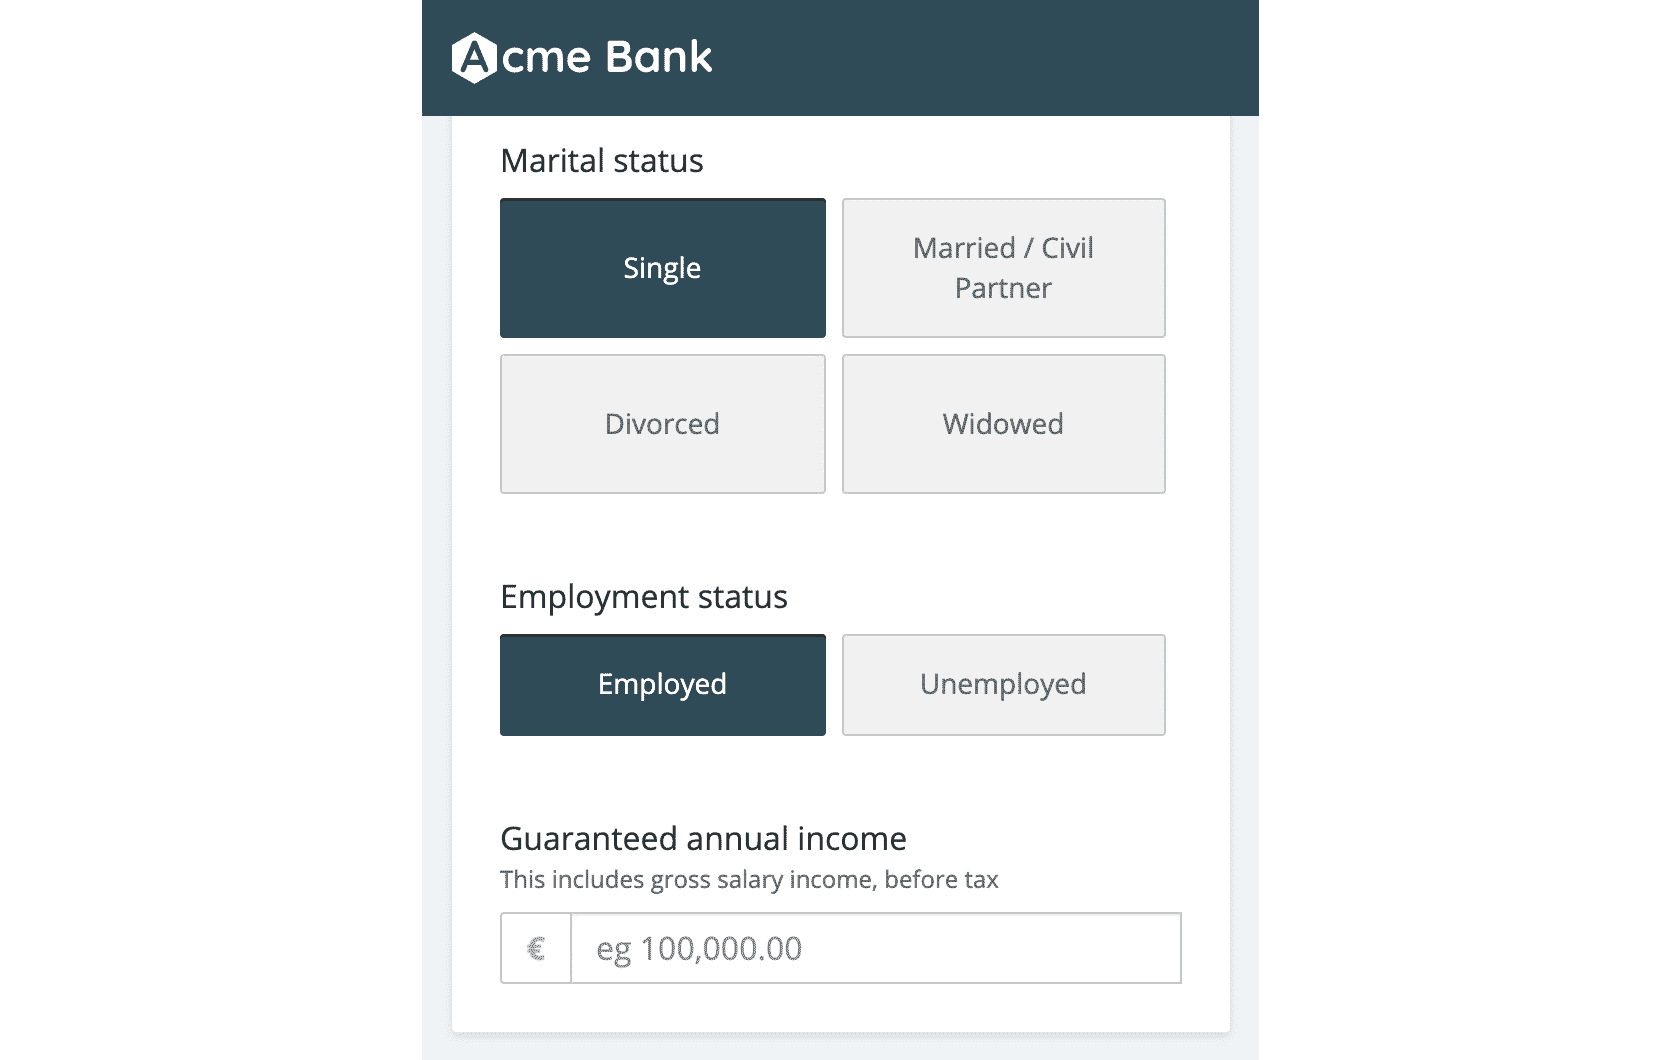 Acme Bank
Marital status
Single
Married / Civil
Partner
Divorced
Widowed
Employment status
Employed
Unemployed
Guaranteed annual income
This includes gross salary income, before tax
€ eg 100,000.00